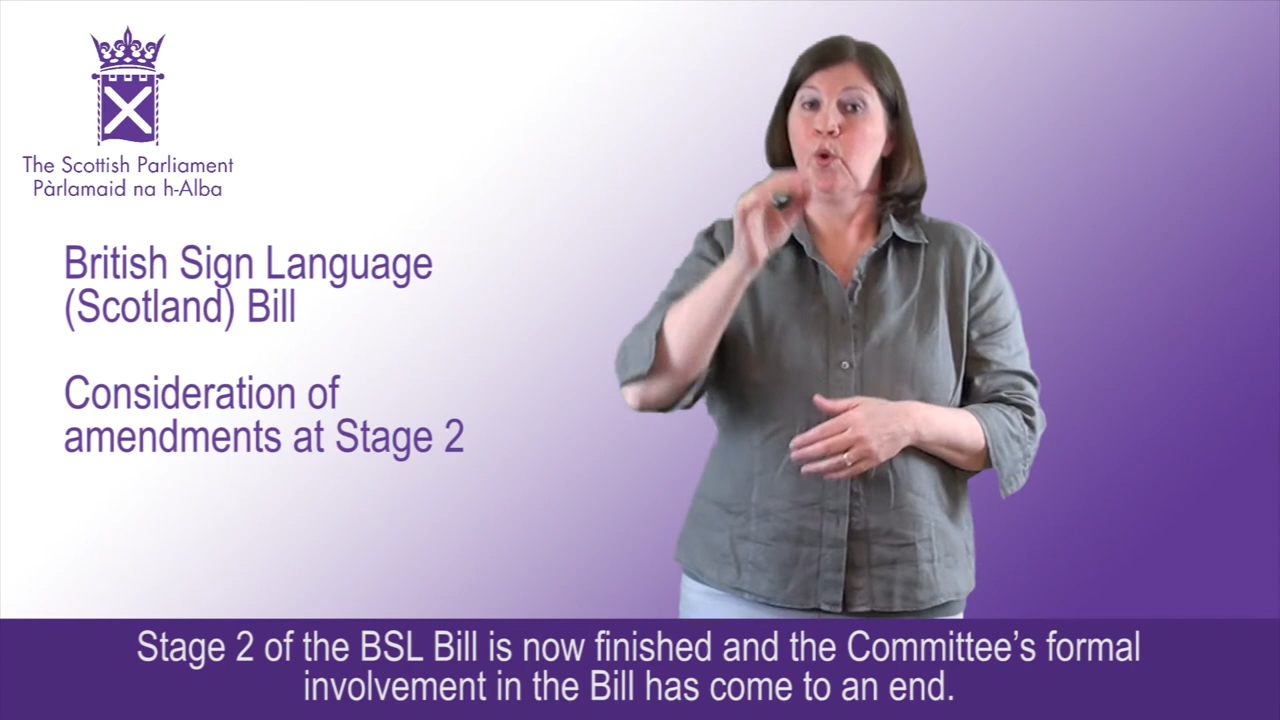 The Scottish Parliament
Pàrlamaid na h-Alba
British Sign Language
(Scotland) Bill
Consideration of
amendments at Stage 2
Stage 2 of the BSL Bill is now finished and the Committee’s formal
involvement in the Bill has come to an end.